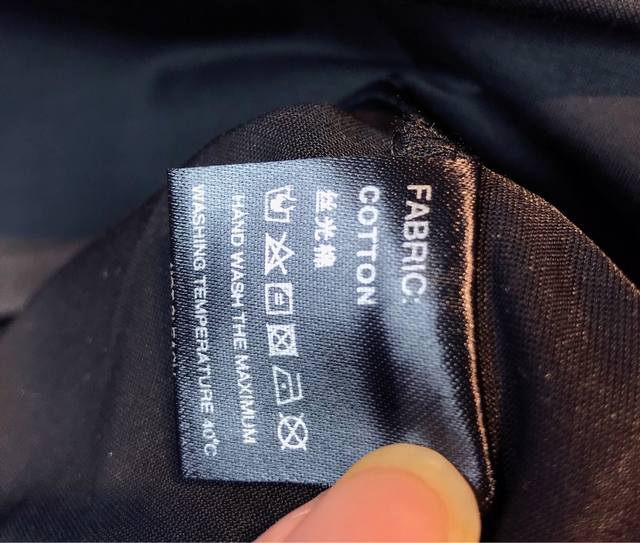 FABRIC:
COTTON
丝光棉
HAND WASH THE MAXIMUM
WASHING TEMPERATURE 40°C